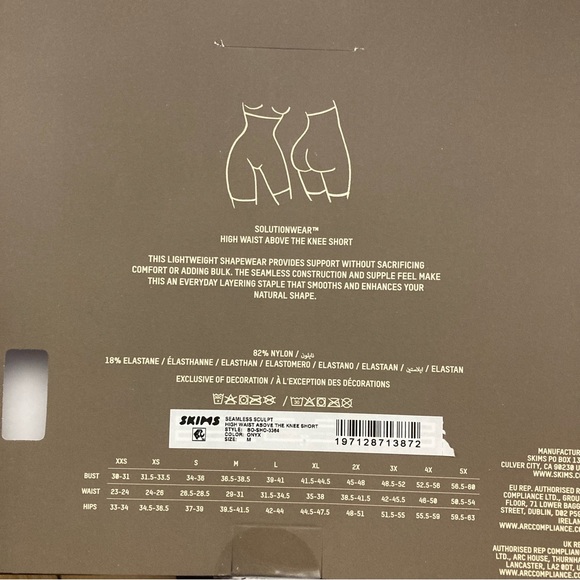 SOLUTIONWEAR™
HIGH WAIST ABOVE THE KNEE SHORT
THIS LIGHTWEIGHT SHAPEWEAR PROVIDES SUPPORT WITHOUT SACRIFICING
COMFORT OR ADDING BULK. THE SEAMLESS CONSTRUCTION AND SUPPLE FEEL MAKE
THIS AN EVERYDAY LAYERING STAPLE THAT SMOOTHS AND ENHANCES YOUR
NATURAL SHAPE.
82% NYLON / نايلون
18% ELASTANE / ÉLASTHANNE / ELASTHAN / ELASTOMERO / ELASTANO / ELASTAAN / ايلاستين / ELASTAN
EXCLUSIVE OF DECORATION / À L'EXCEPTION DES DÉCORATIONS
SKIMS
SEAMLESS SCULPT
HIGH WAIST ABOVE THE KNEE SHORT
STYLE: BO-SHO-3364
COLOR: ONYX
SIZE: M
197128713872
XXS XS S M L XL 2X 3X 4X 5X
BUST 30-31 31.5-33.5 34-36 36.5-38.5 39-41 41.5-44.5 45-48 48.5-52 52.5-56 56.5-60
WAIST 23-24 24-26 26.5-28.5 29-31 31.5-34.5 35-38 38.5-41.5 42-45.5 46-50 50.5-54
HIPS 33-34 34.5-36.5 37-39 39.5-41.5 42-44 44.5-47.5 48-51 51.5-55 55.5-59 59.5-63
MANUFACTUR
SKIMS PO BOX 13
CULVER CITY, CA 90230 U
WWW.SKIMS.
EU REP. AUTHORISED R
COMPLIANCE LTD., GROU
FLOOR, 71 LOWER BAGG
STREET, DUBLIN, D02 P5
IRELAN
WWW.ARCCOMPLIANCE.C
UK RE
AUTHORISED REP COMPLIAN
LTD., ARC HOUSE, THURNHA
LANCASTER, LA2 0DT, U
WWW.ARCCOMPLIANCE.C